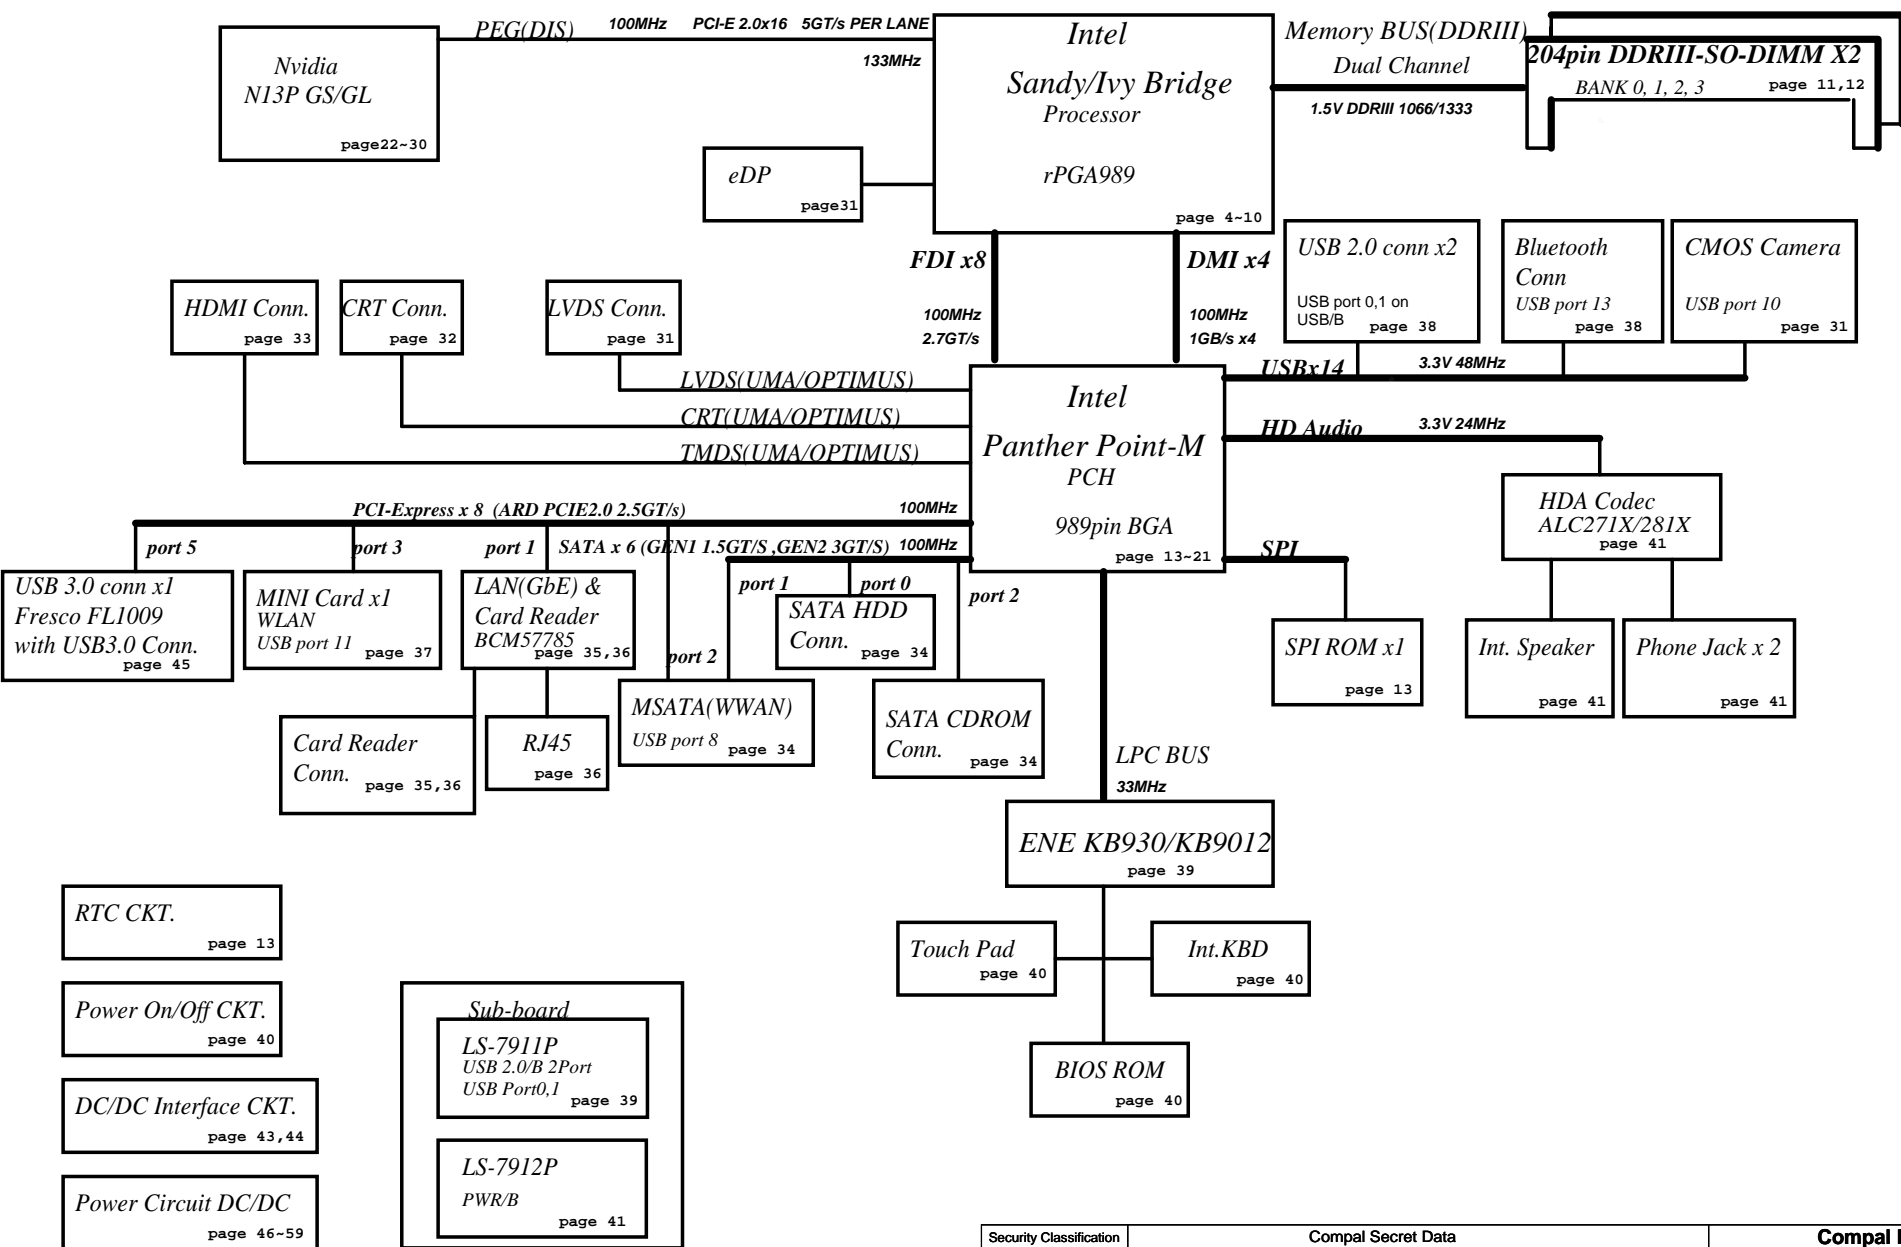 PEG(DIS)
100MHz PCI-E 2.0x16 5GT/s PER LANE
133MHz
Nvidia
N13P GS/GL
page22~30
Intel
Sandy/Ivy Bridge
Processor
rPGA989
page 4~10
Memory BUS(DDRIII)
Dual Channel
1.5V DDRIII 1066/1333
204pin DDRIII-SO-DIMM X2
BANK 0, 1, 2, 3
page 11,12
eDP
page31
FDI x8
100MHz
2.7GT/s
DMI x4
100MHz
1GB/s x4
USB 2.0 conn x2
USB port 0,1 on
USB/B
page 38
Bluetooth
Conn
USB port 13
page 38
CMOS Camera
USB port 10
page 31
HDMI Conn.
page 33
CRT Conn.
page 32
LVDS Conn.
page 31
LVDS(UMA/OPTIMUS)
CRT(UMA/OPTIMUS)
TMDS(UMA/OPTIMUS)
Intel
Panther Point-M
PCH
989pin BGA
page 13~21
USBx14
3.3V 48MHz
HD Audio
3.3V 24MHz
SPI
HDA Codec
ALC271X/281X
page 41
PCI-Express x 8 (ARD PCIE2.0 2.5GT/s)
100MHz
port 5
port 3
port 1
SATA x 6 (GEN1 1.5GT/S ,GEN2 3GT/S)
100MHz
USB 3.0 conn x1
Fresco FL1009
with USB3.0 Conn.
page 45
MINI Card x1
WLAN
USB port 11
page 37
LAN(GbE) &
Card Reader
BCM57785
page 35,36
port 2
port 1
port 0
port 2
SATA HDD
Conn.
page 34
SPI ROM x1
page 13
Int. Speaker
page 41
Phone Jack x 2
page 41
Card Reader
Conn.
page 35,36
RJ45
page 36
MSATA(WWAN)
USB port 8
page 34
SATA CDROM
Conn.
page 34
LPC BUS
33MHz
ENE KB930/KB9012
page 39
Touch Pad
page 40
Int.KBD
page 40
BIOS ROM
page 40
RTC CKT.
page 13
Power On/Off CKT.
page 40
DC/DC Interface CKT.
page 43,44
Power Circuit DC/DC
page 46~59
Sub-board
LS-7911P
USB 2.0/B 2Port
USB Port0,1
page 39
LS-7912P
PWR/B
page 41
Security Classification
Compal Secret Data
Compal